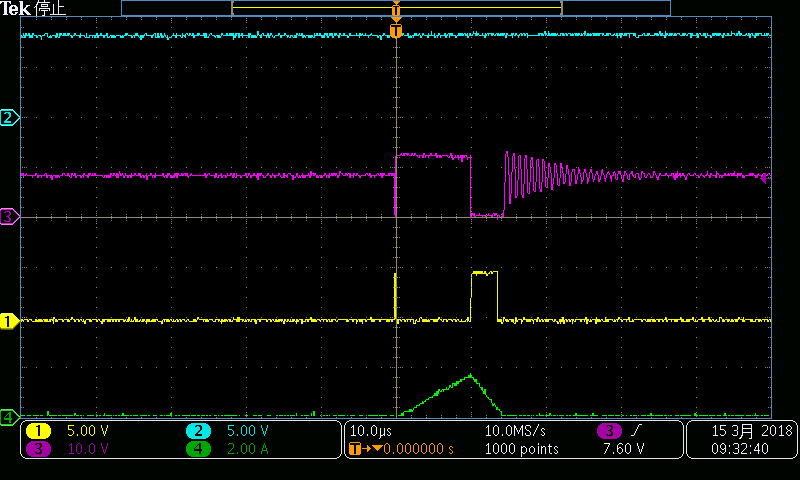 Tek 停止
T
T
2
3
1
4
1 5.00 V 2 5.00 V
3 10.0 V 4 2.00 A
10.0µs 10.0MS/s 3
T→▼0.000000 s 1000 points 7.60 V
15 3月 2018
09:32:40